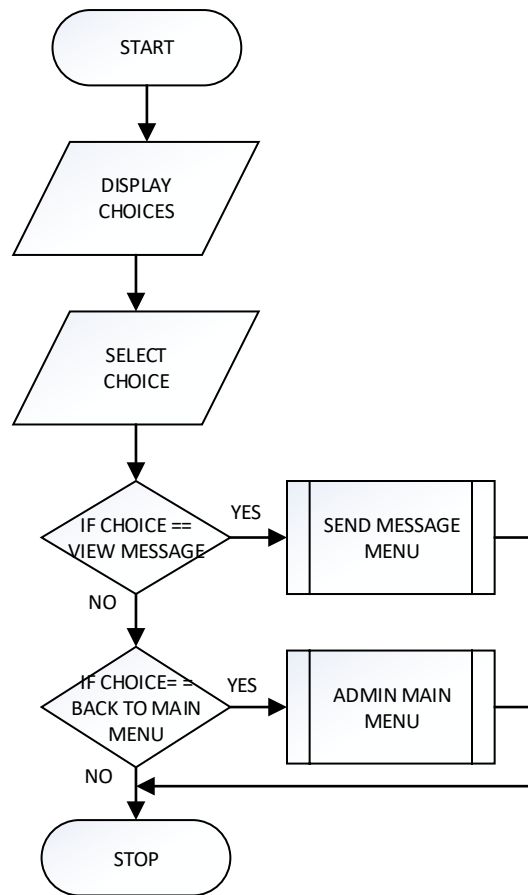 START
DISPLAY
CHOICES
SELECT
CHOICE
IF CHOICE ==
VIEW MESSAGE
YES
SEND MESSAGE
MENU
NO
IF CHOICE= =
BACK TO MAIN
MENU
YES
ADMIN MAIN
MENU
NO
STOP